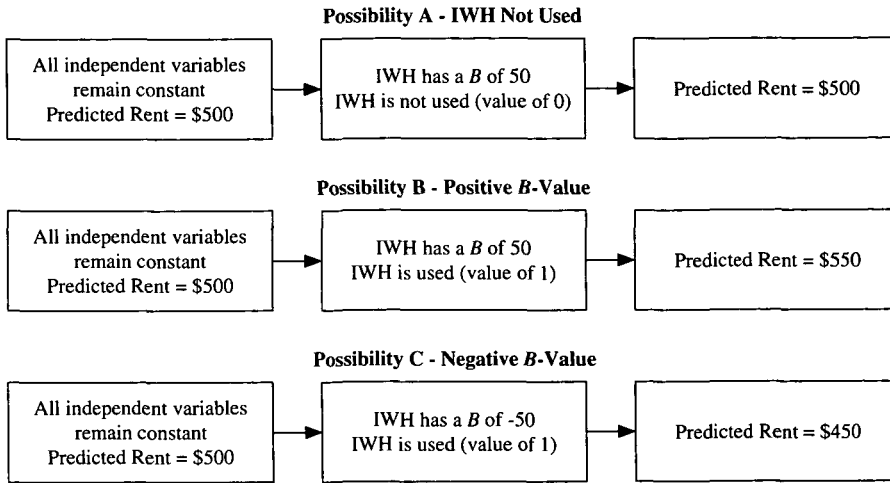 Possibility A - IWH Not Used
All independent variables
remain constant
Predicted Rent = $500
IWH has a B of 50
IWH is not used (value of 0)
Predicted Rent = $500
Possibility B - Positive B-Value
All independent variables
remain constant
Predicted Rent = $500
IWH has a B of 50
IWH is used (value of 1)
Predicted Rent = $550
Possibility C - Negative B-Value
All independent variables
remain constant
Predicted Rent = $500
IWH has a B of -50
IWH is used (value of 1)
Predicted Rent = $450